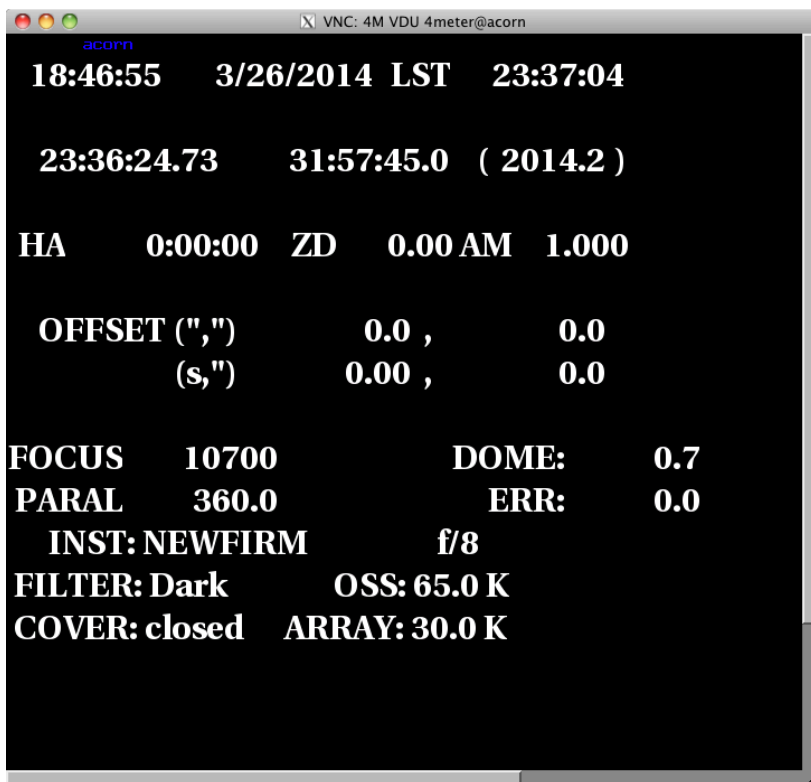 VNC: 4M VDU 4meter@acorn
acorn
18:46:55 3/26/2014 LST 23:37:04
23:36:24.73 31:57:45.0 ( 2014.2 )
HA 0:00:00 ZD 0.00 AM 1.000
OFFSET (",") 0.0 , 0.0
(s,") 0.00 , 0.0
FOCUS 10700 DOME: 0.7
PARAL 360.0 ERR: 0.0
INST: NEWFIRM f/8
FILTER: Dark OSS: 65.0 K
COVER: closed ARRAY: 30.0 K